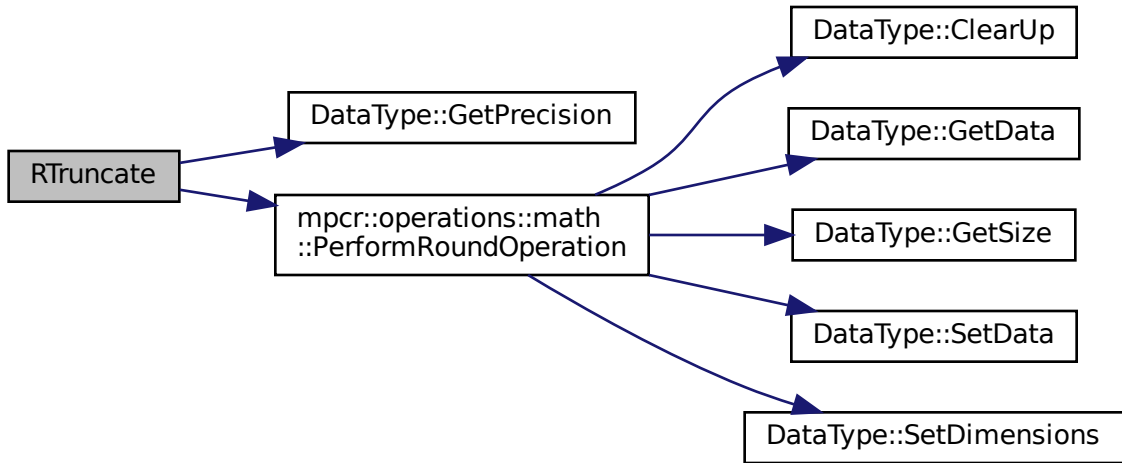 RTruncate
DataType::GetPrecision
mpcr::operations::math
::PerformRoundOperation
DataType::ClearUp
DataType::GetData
DataType::GetSize
DataType::SetData
DataType::SetDimensions